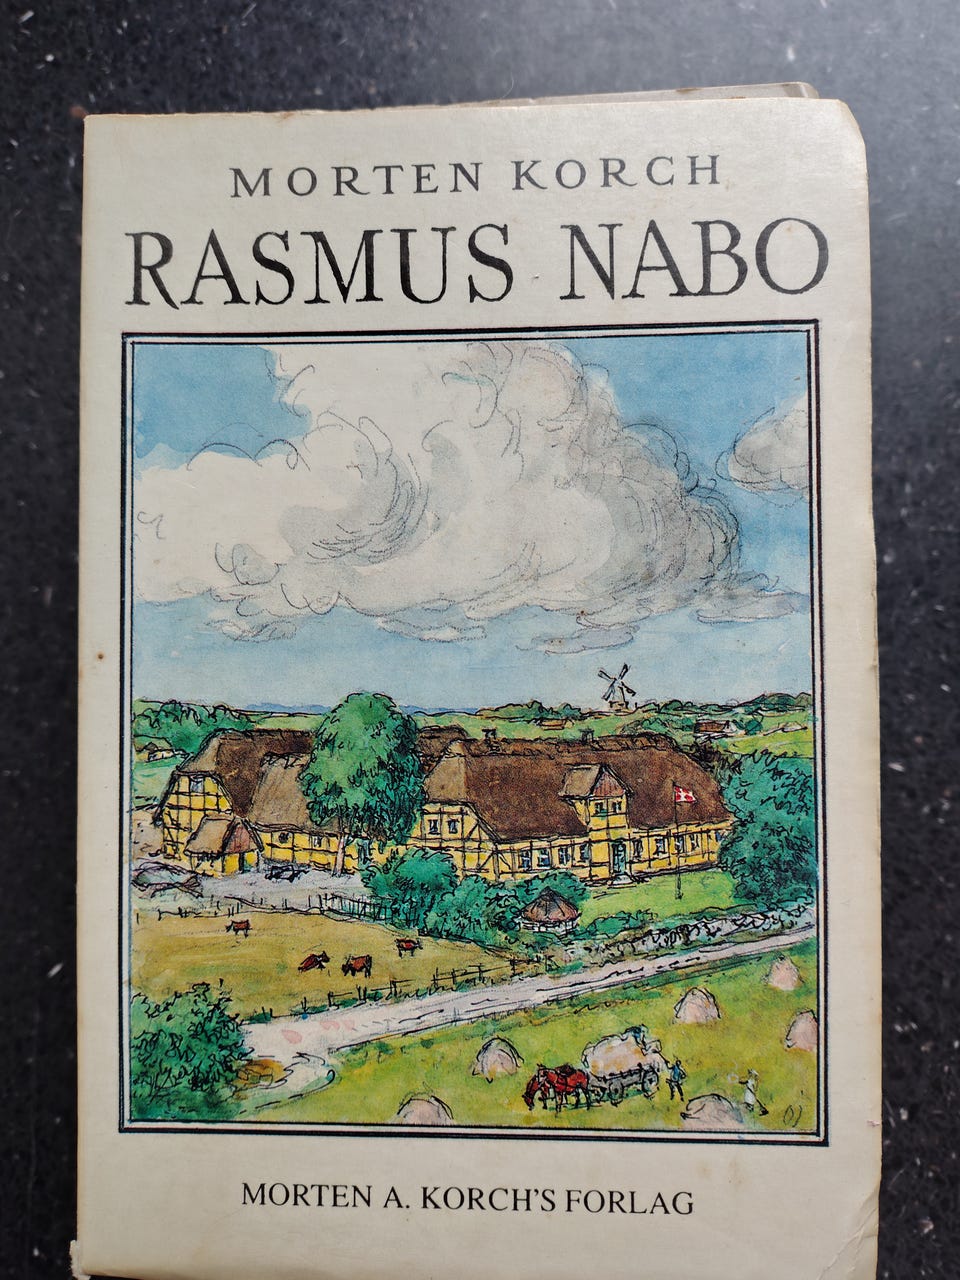 MORTEN KORCH
RASMUS NABO
MORTEN A. KORCH'S FORLAG